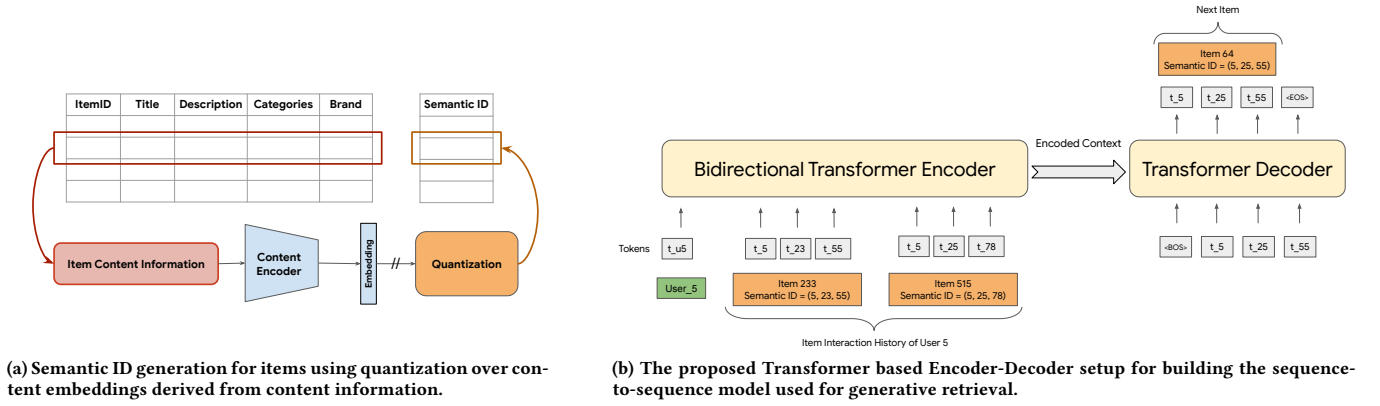 ItemID Title Description Categories Brand
Semantic ID
Item Content Information
Content
Encoder
Embedding
//
Quantization
(a) Semantic ID generation for items using quantization over con-
tent embeddings derived from content information.
Next Item
Item 64
Semantic ID = (5, 25, 55)
t_5 t_25 t_55 <EOS>
Bidirectional Transformer Encoder
Encoded Context
Transformer Decoder
Tokens t_u5 t_5 t_23 t_55 t_5 t_25 t_78
<BOS> t_5 t_25 t_55
User_5
Item 233
Semantic ID = (5, 23, 55)
Item 515
Semantic ID = (5, 25, 78)
Item Interaction History of User 5
(b) The proposed Transformer based Encoder-Decoder setup for building the sequence-
to-sequence model used for generative retrieval.